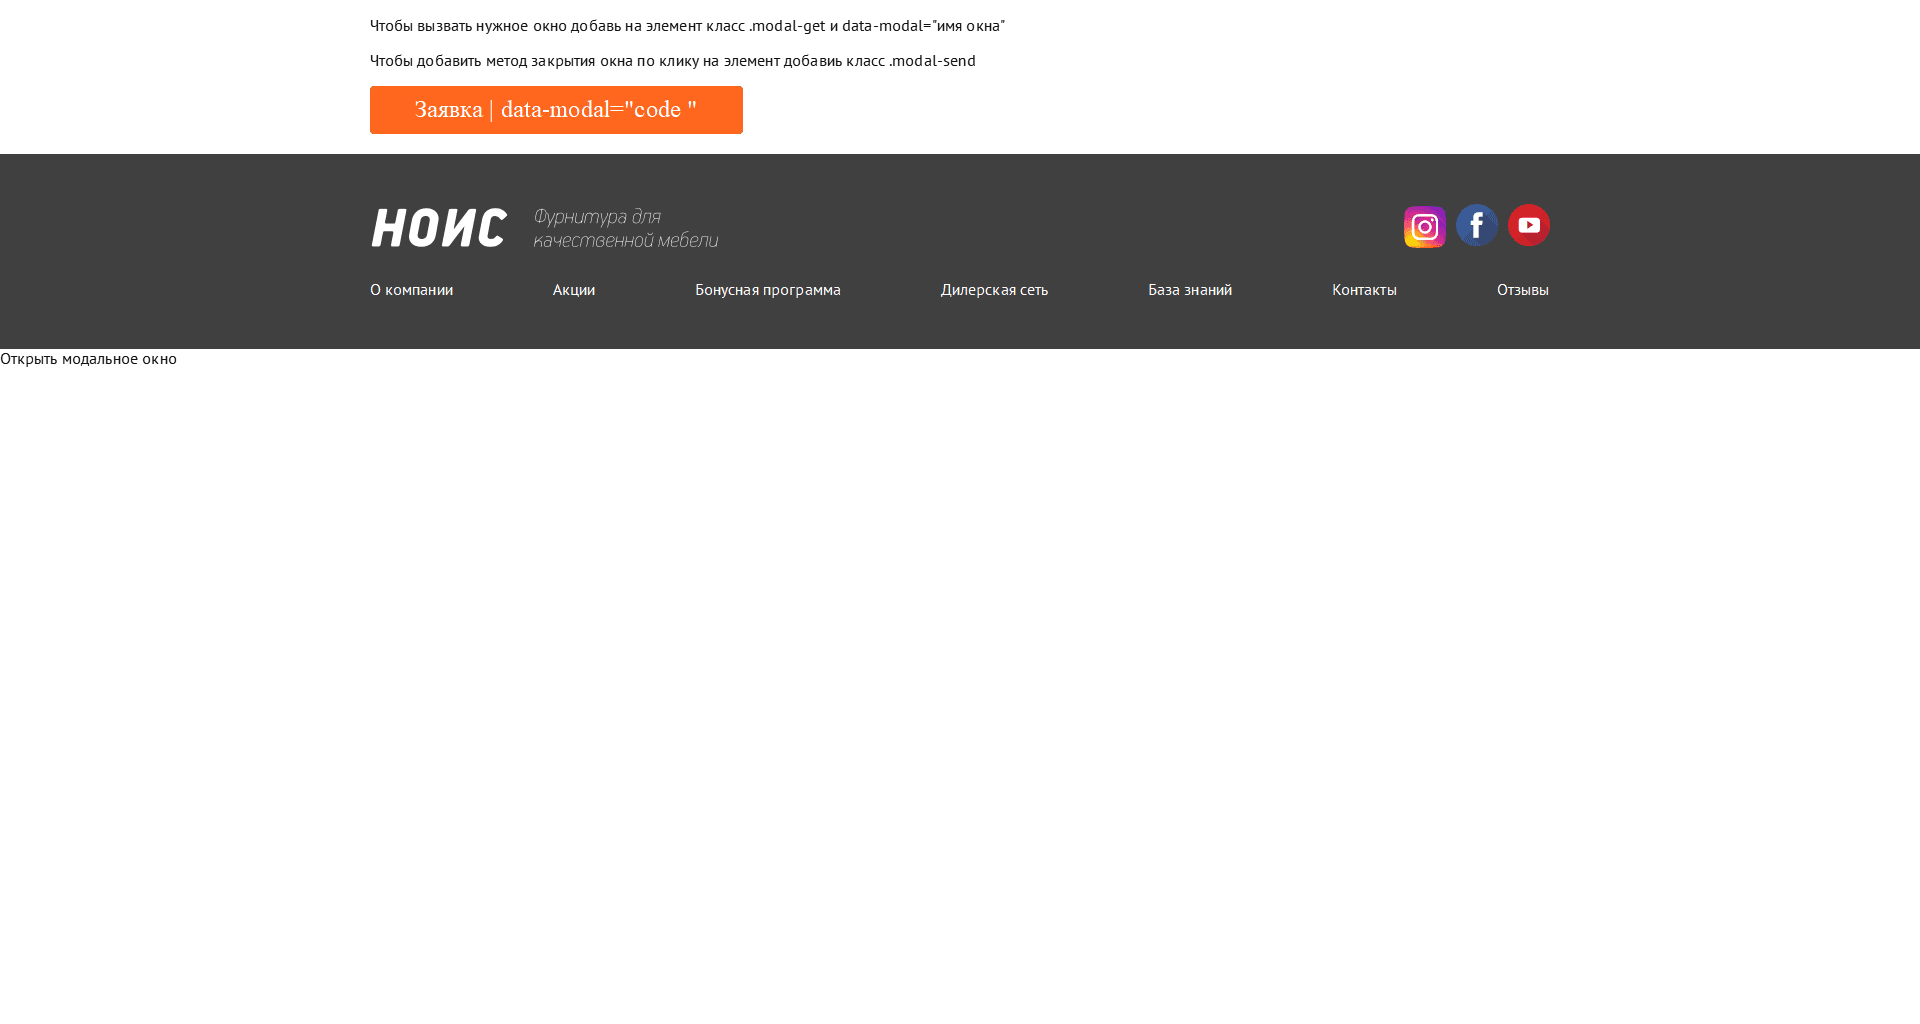 Чтобы вызвать нужное окно добавь на элемент класс .modal-get и data-modal="имя окна"
Чтобы добавить метод закрытия окна по клику на элемент добавиь класс .modal-send
Заявка | data-modal="code "
НОИС
Фурнитура для
качественной мебели
О компании Акции Бонусная программа Дилерская сеть База знаний Контакты Отзывы
Открыть модальное окно